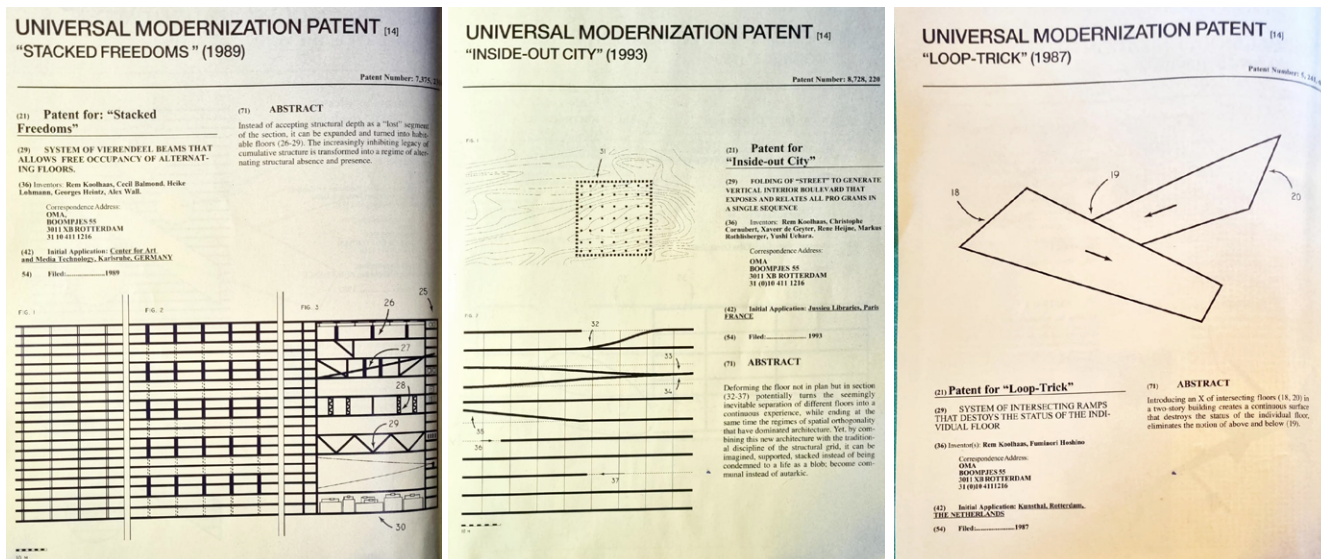 UNIVERSAL MODERNIZATION PATENT [14]
"STACKED FREEDOMS " (1989)
Patent Number: 7,375,
(21) Patent for: "Stacked
Freedoms"
(29) SYSTEM OF VIERENDEEL BEAMS THAT
ALLOWS FREE OCCUPANCY OF ALTERNAT-
ING FLOORS.
(36) Inventors: Rem Koolhaas, Cecil Balmond. Heike
Lohmann, Georges Heintz, Alex Wall.
Correspondence Address:
OMA,
BOOMPJES 55
3011 XB ROTTERDAM
31 10 411 1216
(42) Initial Application: Center for Art
and Media Technology, Karlsruhe, GERMANY
54) Filed:......................1989
(71) ABSTRACT
Instead of accepting structural depth as a "lost" segment
of the section, it can be expanded and turned into habit-
able floors (26-29). The increasingly inhibiting legacy of
cumulative structure is transformed into a regime of alter-
nating structural absence and presence.
FIG. 1
FIG. 2
FIG. 3
25
26
27
28
29
30
10 m
UNIVERSAL MODERNIZATION PATENT [14]
"INSIDE-OUT CITY" (1993)
Patent Number: 8,728, 220
FIG. 1
31
(21) Patent for
"Inside-out City"
(29) FOLDING OF "STREET" TO GENERATE
VERTICAL INTERIOR BOULEVARD THAT
EXPOSES AND RELATES ALL PRO GRAMS IN
A SINGLE SEQUENCE
(36) Inventors: Rem Koolhaas, Christophe
Cornubert, Xaveer de Geyter, Rene Heijne, Markus
Rothlisberger, Yushi Uehara.
Correspondence Address:
OMA
BOOMPJES 55
3011 XB ROTTERDAM
31 (0)10 411 1216
(42) Initial Application: Jussieu Libraries, Paris
FRANCE
(54) Filed:...................... 1993
(71) ABSTRACT
Deforming the floor not in plan but in section
(32-37) potentially turns the seemingly
inevitable separation of different floors into a
continuous experience, while ending at the
same time the regimes of spatial orthogonality
that have dominated architecture. Yet, by com-
bining this new architecture with the tradition-
al discipline of the structural grid, it can be
imagined, supported, stacked instead of being
condemned to a life as a blob; become com-
munal instead of autarkic.
FIG. 2
32
33
34
35
36
37
10 m
UNIVERSAL MODERNIZATION PATENT [14]
"LOOP-TRICK" (1987)
Patent Number:
18
19
20
(21) Patent for "Loop-Trick"
(29) SYSTEM OF INTERSECTING RAMPS
THAT DESTOYS THE STATUS OF THE INDI-
VIDUAL FLOOR
(36) Inventor(s): Rem Koolhaas, Fuminori Hoshino
Correspondence Address:
OMA
BOOMPJES 55
3011 XB ROTTERDAM
31 (0)10 4111216
(42) Initial Application: Kunsthal, Rotterdam,
THE NETHERLANDS
(54) Filed:......................1987
(71) ABSTRACT
Introducing an X of intersecting floors (18, 20) in
a two-story building creates a continuous surface
that destroys the status of the individual floor,
eliminates the notion of above and below (19).